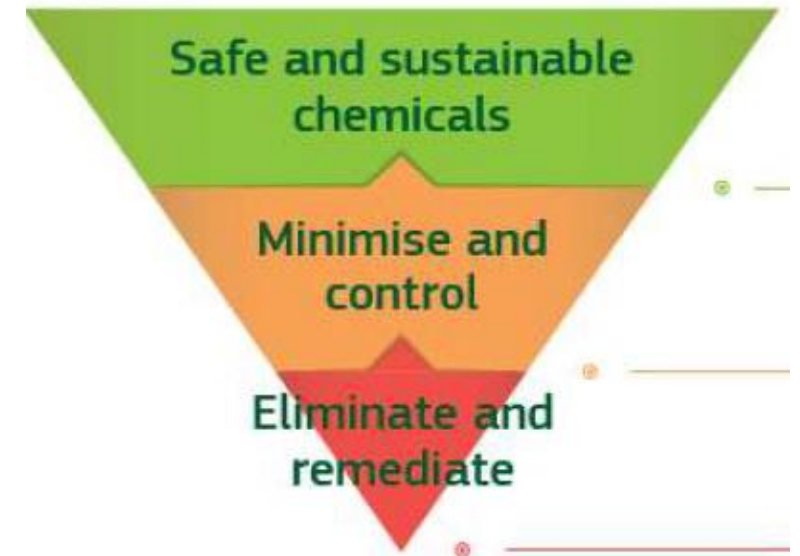 Safe and sustainable
chemicals
Minimise and
control
Eliminate and
remediate